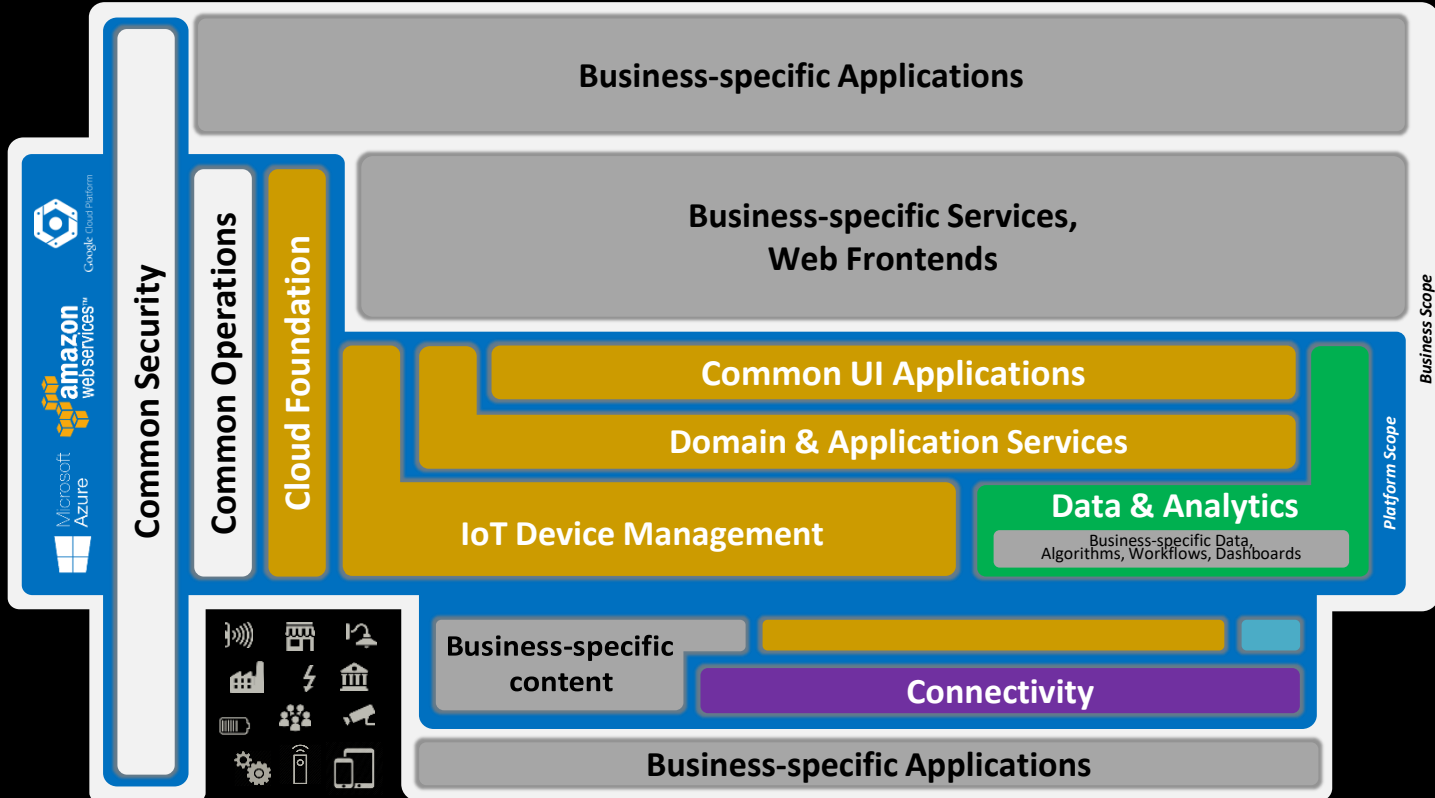 Business-specific Applications
Business-specific Services,
Web Frontends
Google Cloud Platform
amazon
web services™
Microsoft
Azure
Common Security
Common Operations
Cloud Foundation
Common UI Applications
Domain & Application Services
IoT Device Management
Data & Analytics
Business-specific Data,
Algorithms, Workflows, Dashboards
Platform Scope
Business Scope
Business-specific
content
Connectivity
Business-specific Applications